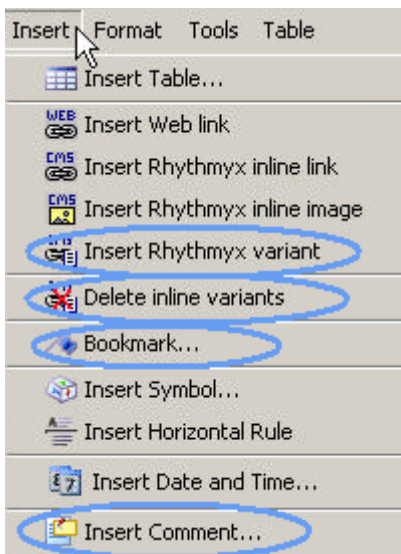 Insert Format Tools Table
Insert Table...
WEB Insert Web link
CMS Insert Rhythmyx inline link
CMS Insert Rhythmyx inline image
Insert Rhythmyx variant
Delete inline variants
Bookmark...
Insert Symbol...
Insert Horizontal Rule
Insert Date and Time...
Insert Comment...